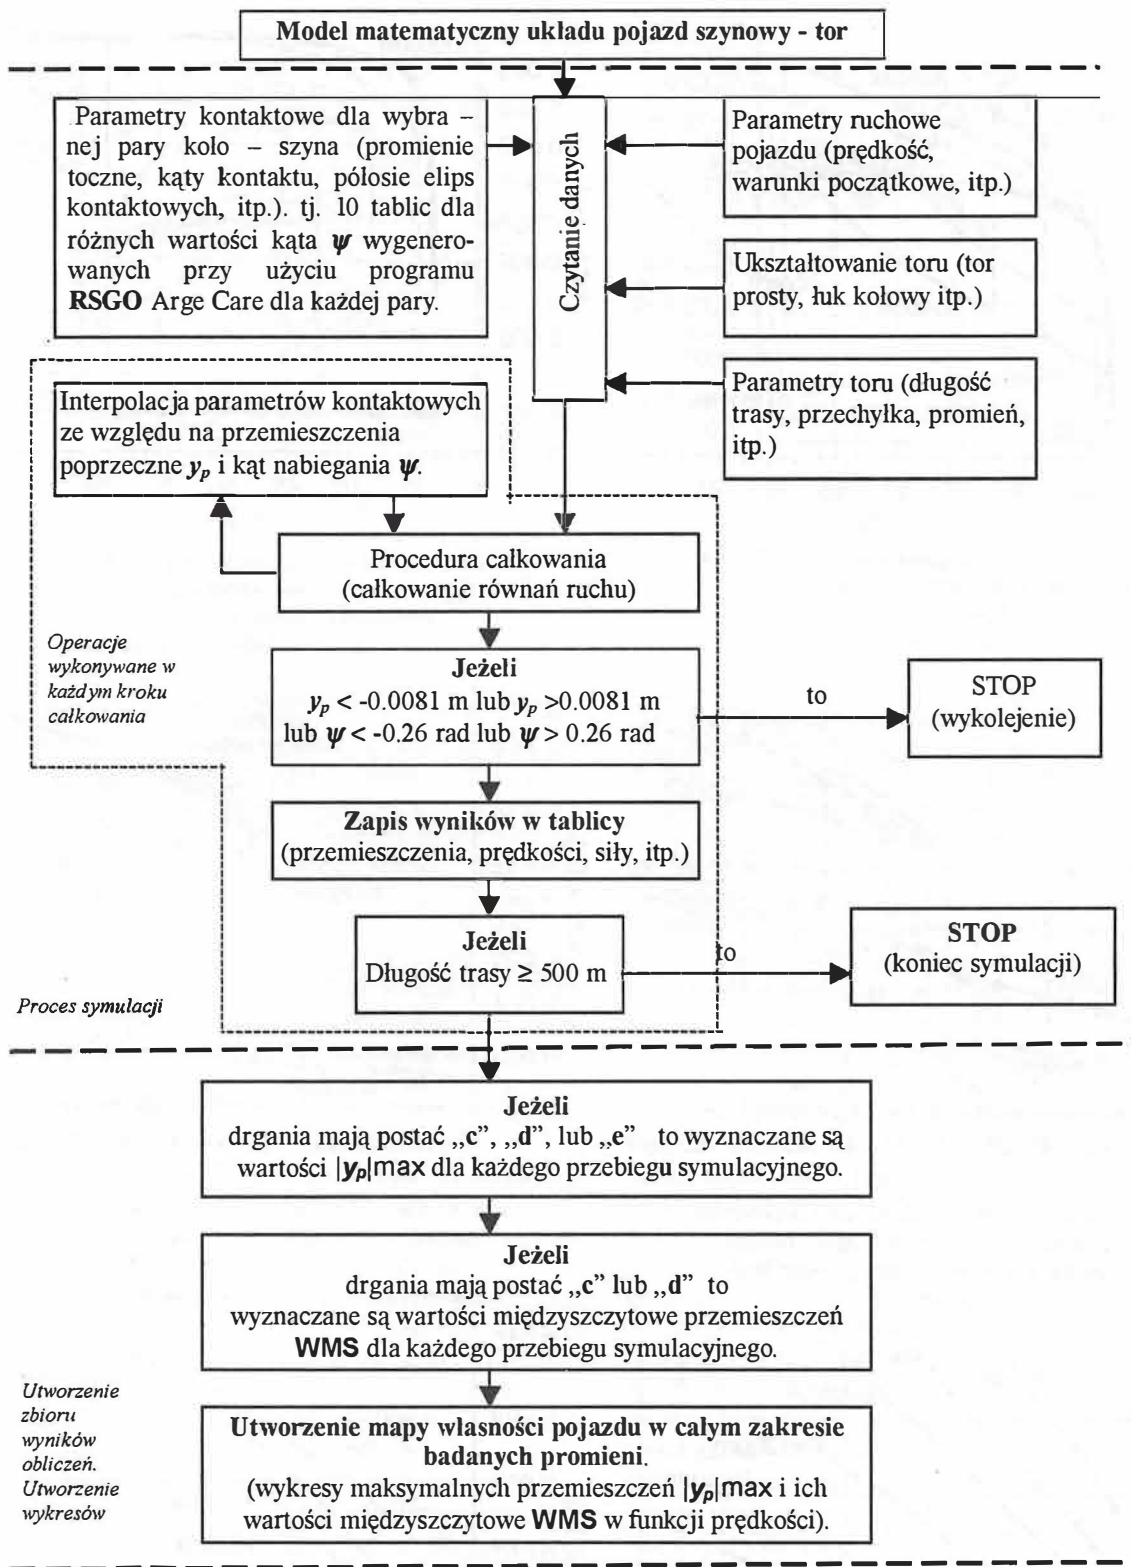 Model matematyczny układu pojazd szynowy - tor
Parametry kontaktowe dla wybra –
nej pary koło – szyna (promienie
toczne, kąty kontaktu, półosie elips
kontaktowych, itp.). tj. 10 tablic dla
różnych wartości kąta ψ wygenero-
wanych przy użyciu programu
RSGO Arge Care dla każdej pary.
Czytanie danych
Parametry ruchowe
pojazdu (prędkość,
warunki początkowe, itp.)
Ukształtowanie toru (tor
prosty, łuk kołowy itp.)
Parametry toru (długość
trasy, przechyłka, promień,
itp.)
Interpolacja parametrów kontaktowych
ze względu na przemieszczenia
poprzeczne yₚ i kąt nabiegania ψ.
Procedura całkowania
(całkowanie równań ruchu)
Operacje
wykonywane w
każdym kroku
całkowania
Jeżeli
yₚ < -0.0081 m lub yₚ >0.0081 m
lub ψ < -0.26 rad lub ψ > 0.26 rad
to
STOP
(wykolejenie)
Zapis wyników w tablicy
(przemieszczenia, prędkości, siły, itp.)
Jeżeli
Długość trasy ≥ 500 m
to
STOP
(koniec symulacji)
Proces symulacji
Jeżeli
drgania mają postać „c”, „d”, lub „e” to wyznaczane są
wartości |yₚ|max dla każdego przebiegu symulacyjnego.
Jeżeli
drgania mają postać „c” lub „d” to
wyznaczane są wartości międzyszczytowe przemieszczeń
WMS dla każdego przebiegu symulacyjnego.
Utworzenie
zbioru
wyników
obliczeń.
Utworzenie
wykresów
Utworzenie mapy własności pojazdu w całym zakresie
badanych promieni.
(wykresy maksymalnych przemieszczeń |yₚ|max i ich
wartości międzyszczytowe WMS w funkcji prędkości).